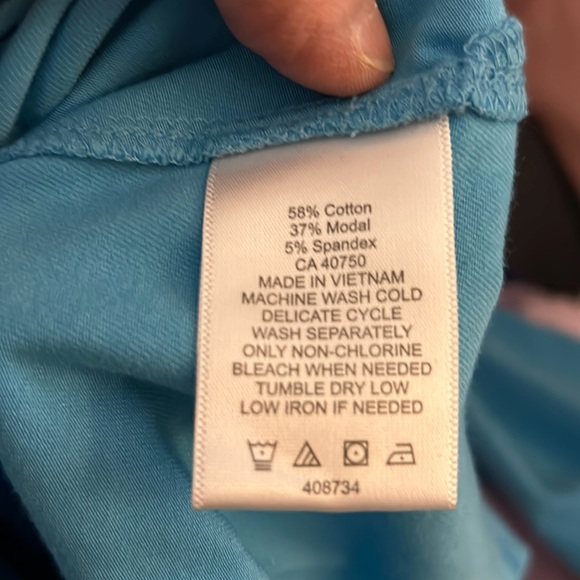 58% Cotton
37% Modal
5% Spandex
CA 40750
MADE IN VIETNAM
MACHINE WASH COLD
DELICATE CYCLE
WASH SEPARATELY
ONLY NON-CHLORINE
BLEACH WHEN NEEDED
TUMBLE DRY LOW
LOW IRON IF NEEDED
408734